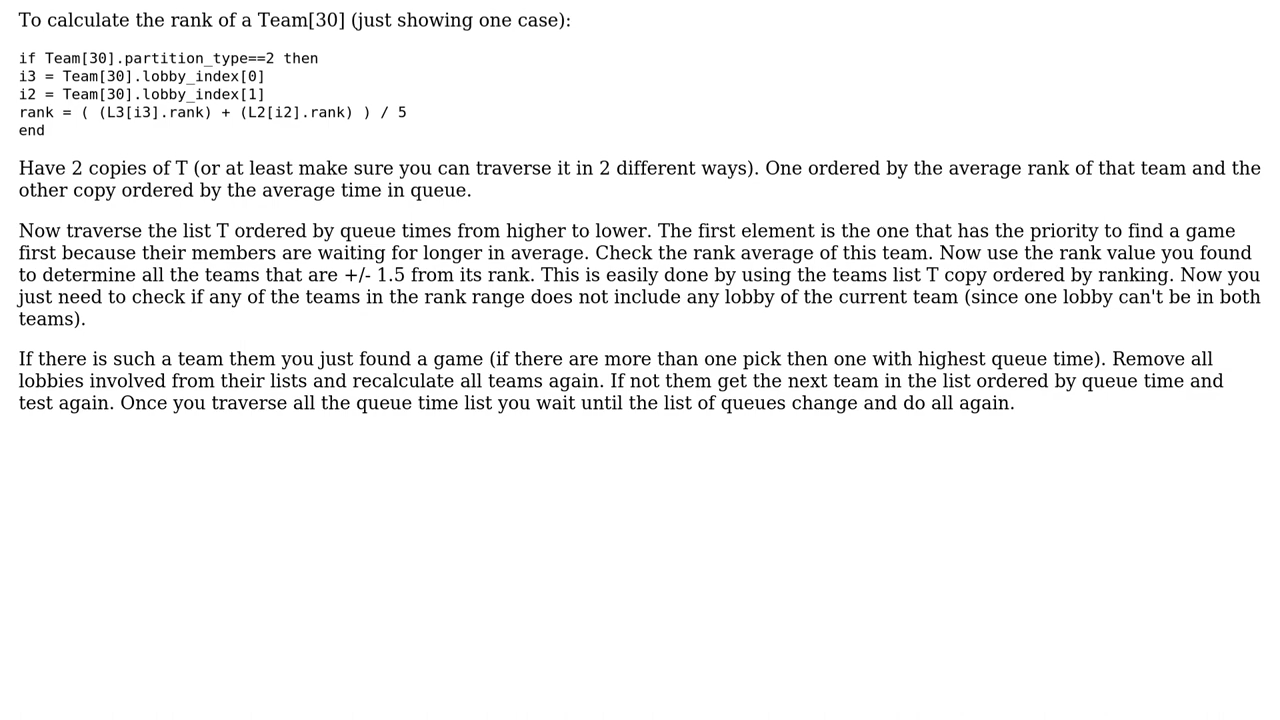 To calculate the rank of a Team[30] (just showing one case):
if Team[30].partition_type==2 then
i3 = Team[30].lobby_index[0]
i2 = Team[30].lobby_index[1]
rank = ( (L3[i3].rank) + (L2[i2].rank) ) / 5
end
Have 2 copies of T (or at least make sure you can traverse it in 2 different ways). One ordered by the average rank of that team and the
other copy ordered by the average time in queue.
Now traverse the list T ordered by queue times from higher to lower. The first element is the one that has the priority to find a game
first because their members are waiting for longer in average. Check the rank average of this team. Now use the rank value you found
to determine all the teams that are +/- 1.5 from its rank. This is easily done by using the teams list T copy ordered by ranking. Now you
just need to check if any of the teams in the rank range does not include any lobby of the current team (since one lobby can't be in both
teams).
If there is such a team them you just found a game (if there are more than one pick then one with highest queue time). Remove all
lobbies involved from their lists and recalculate all teams again. If not them get the next team in the list ordered by queue time and
test again. Once you traverse all the queue time list you wait until the list of queues change and do all again.